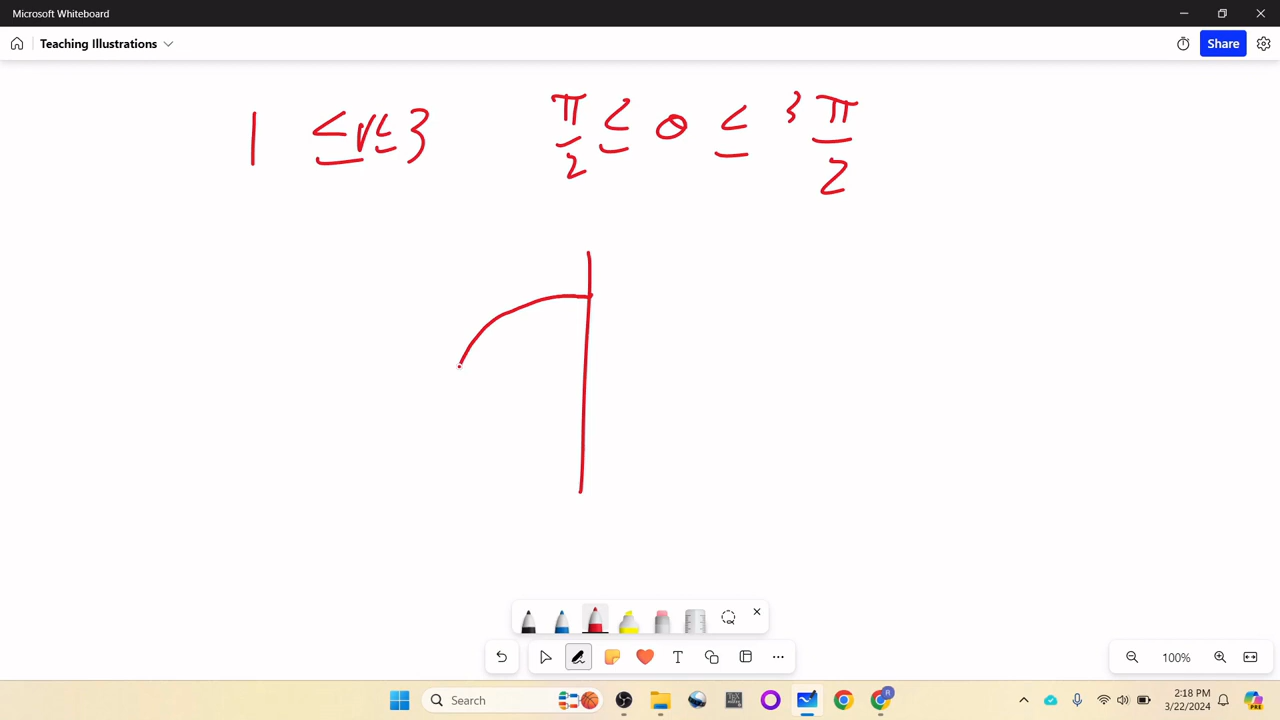 Microsoft Whiteboard
Teaching Illustrations
Share
1 ≤ r ≤ 3
π/2 ≤ θ ≤ 3π/2
100%
Search
2:18 PM
3/22/2024